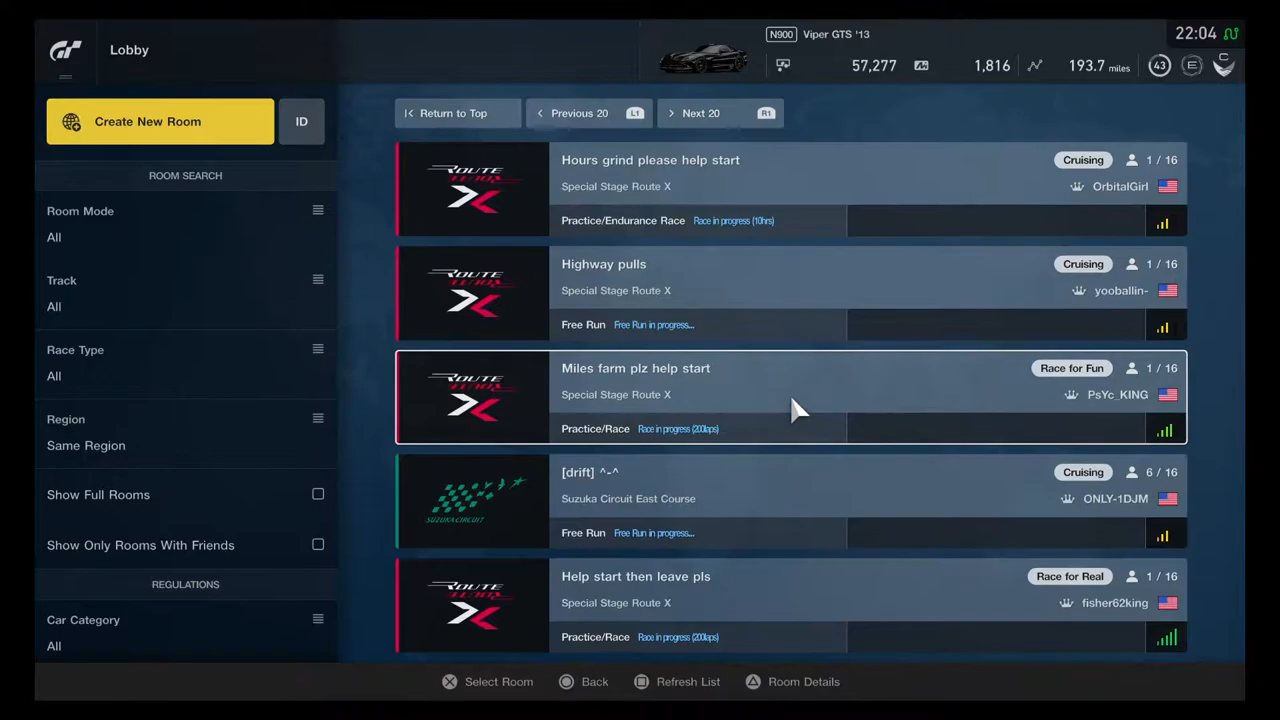 Lobby
N900 Viper GTS '13
22:04
57,277
1,816
193.7 miles
43
E
C
Create New Room
ID
Return to Top
Previous 20 L1
Next 20 R1
ROOM SEARCH
Room Mode
All
Track
All
Race Type
All
Region
Same Region
Show Full Rooms
Show Only Rooms With Friends
REGULATIONS
Car Category
All
ROUTE X
Hours grind please help start
Cruising 1 / 16
Special Stage Route X
OrbitalGirl
Practice/Endurance Race Race in progress (10hrs)
ROUTE X
Highway pulls
Cruising 1 / 16
Special Stage Route X
yooballin-
Free Run Free Run in progress...
ROUTE X
Miles farm plz help start
Race for Fun 1 / 16
Special Stage Route X
PsYc_KING
Practice/Race Race in progress (200laps)
SUZUKA CIRCUIT
[drift] ^-^
Cruising 6 / 16
Suzuka Circuit East Course
ONLY-1DJM
Free Run Free Run in progress...
ROUTE X
Help start then leave pls
Race for Real 1 / 16
Special Stage Route X
fisher62king
Practice/Race Race in progress (200laps)
Select Room
Back
Refresh List
Room Details